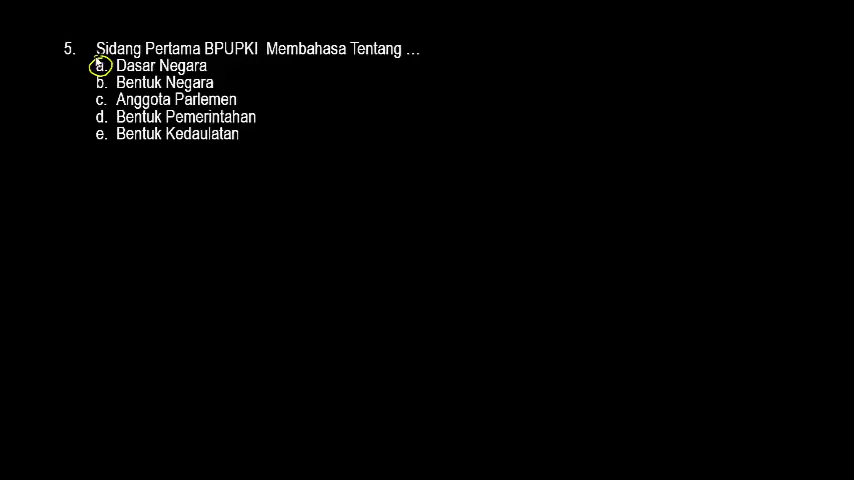 5. Sidang Pertama BPUPKI Membahasa Tentang ...
a. Dasar Negara
b. Bentuk Negara
c. Anggota Parlemen
d. Bentuk Pemerintahan
e. Bentuk Kedaulatan